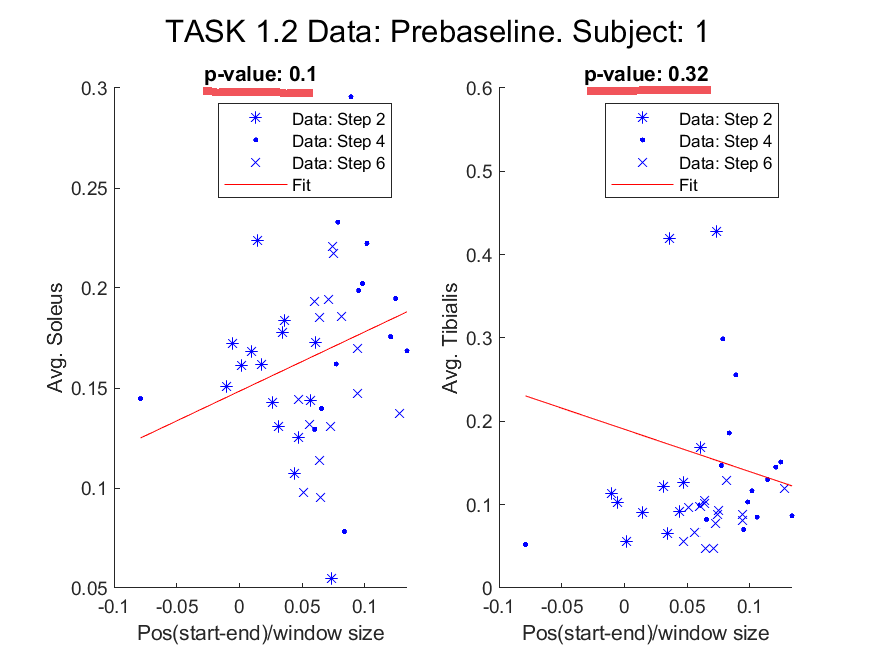 TASK 1.2 Data: Prebaseline. Subject: 1
p-value: 0.1
0.3
0.25
0.2
0.15
0.1
0.05
Avg. Soleus
Data: Step 2
Data: Step 4
Data: Step 6
Fit
-0.1
-0.05
0
0.05
0.1
Pos(start-end)/window size
p-value: 0.32
0.6
0.5
0.4
0.3
0.2
0.1
0
Avg. Tibialis
Data: Step 2
Data: Step 4
Data: Step 6
Fit
-0.1
-0.05
0
0.05
0.1
Pos(start-end)/window size